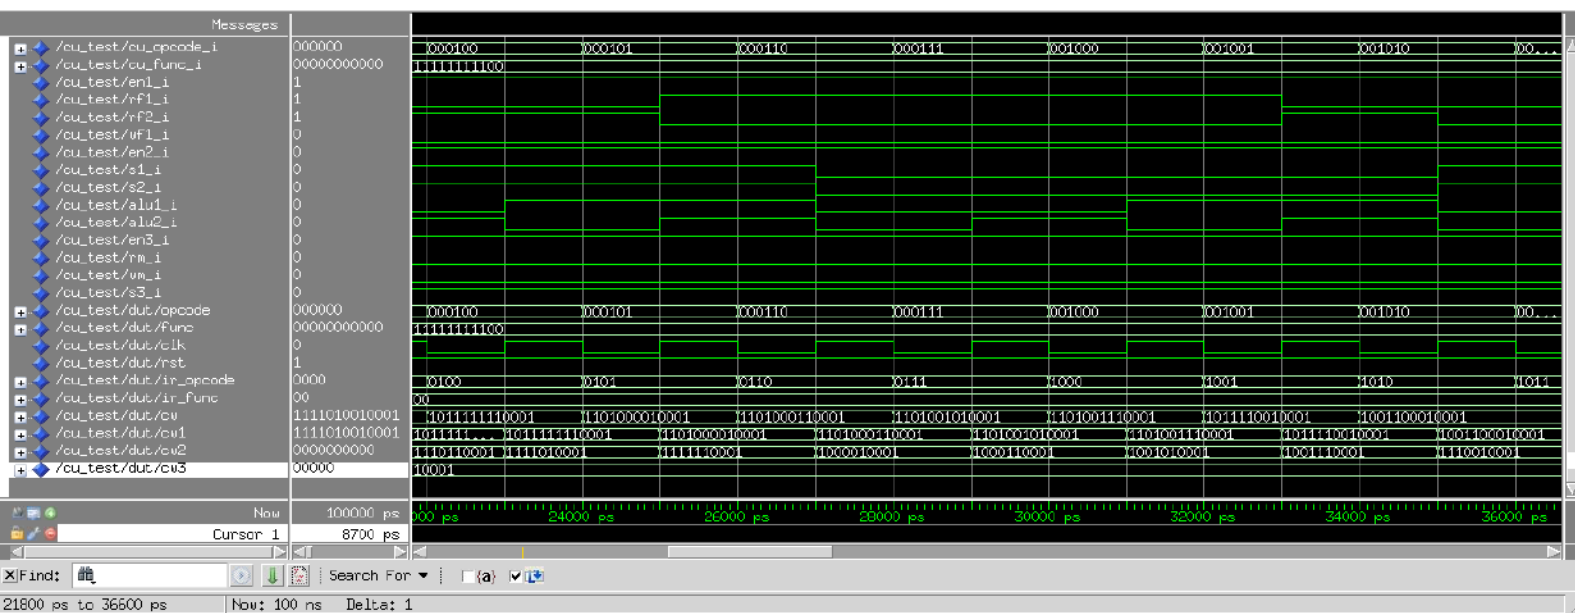 Messages
/cu_test/cu_opcode_i 000000 000100 000101 000110 000111 001000 001001 001010 00...
/cu_test/cu_func_i 00000000000 11111111100
/cu_test/en1_i 1
/cu_test/rf1_i 1
/cu_test/rf2_i 1
/cu_test/wf1_i 0
/cu_test/en2_i 0
/cu_test/s1_i 0
/cu_test/s2_i 0
/cu_test/alu1_i 0
/cu_test/alu2_i 0
/cu_test/en3_i 0
/cu_test/rm_i 0
/cu_test/wm_i 0
/cu_test/s3_i 0
/cu_test/dut/opcode 000000 000100 000101 000110 000111 001000 001001 001010 00...
/cu_test/dut/func 00000000000 11111111100
/cu_test/dut/clk 0
/cu_test/dut/rst 1
/cu_test/dut/ir_opcode 0000 0100 0101 0110 0111 1000 1001 1010 1011
/cu_test/dut/ir_func 00 00
/cu_test/dut/cw 1111010010001 1011111110001 1101000010001 1101000110001 1101001010001 1101001110001 1011110010001 1001100010001
/cu_test/dut/cw1 1111010010001 1011111... 1011111110001 1101000010001 1101000110001 1101001010001 1101001110001 1011110010001 1001100010001
/cu_test/dut/cw2 0000000000 1110110001 1111010001 1111110001 1000010001 1000110001 1001010001 1001110001 1110010001
/cu_test/dut/cw3 00000 10001
Now 100000 ps 000 ps 24000 ps 26000 ps 28000 ps 30000 ps 32000 ps 34000 ps 36000 ps
Cursor 1 8700 ps
Find: Search For {a}
21800 ps to 36600 ps Now: 100 ns Delta: 1